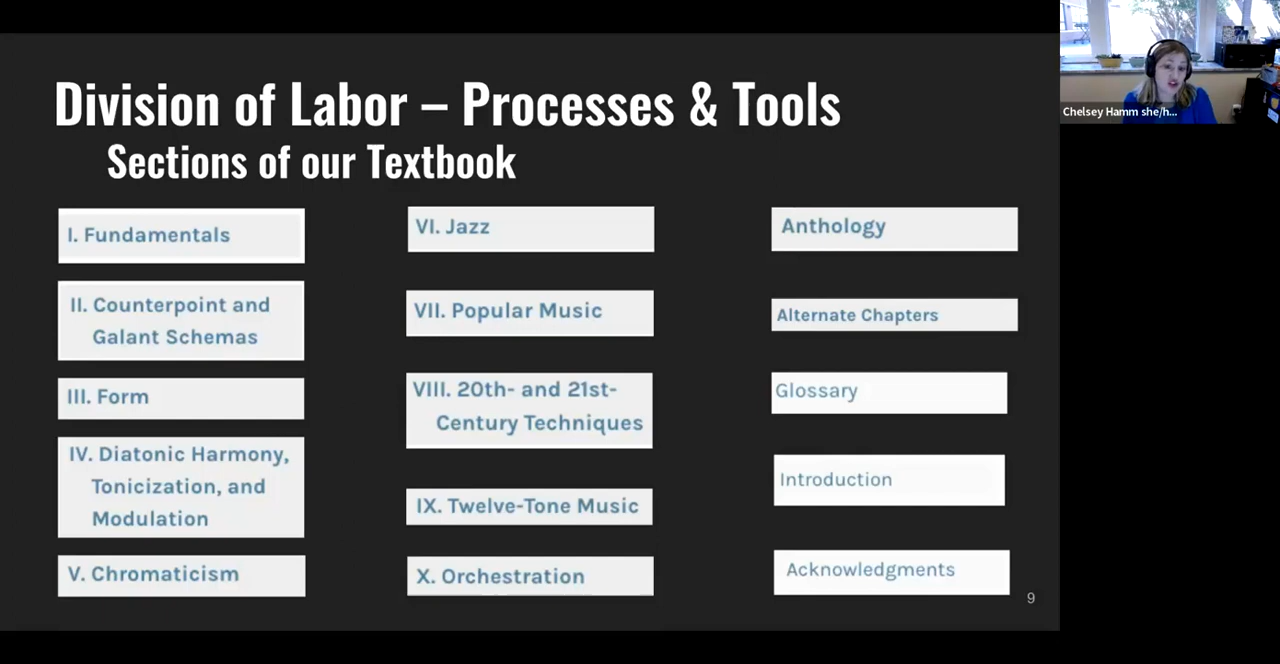 Division of Labor – Processes & Tools
Sections of our Textbook
I. Fundamentals
II. Counterpoint and
Galant Schemas
III. Form
IV. Diatonic Harmony,
Tonicization, and
Modulation
V. Chromaticism
VI. Jazz
VII. Popular Music
VIII. 20th- and 21st-
Century Techniques
IX. Twelve-Tone Music
X. Orchestration
Anthology
Alternate Chapters
Glossary
Introduction
Acknowledgments
9
Chelsey Hamm she/h...